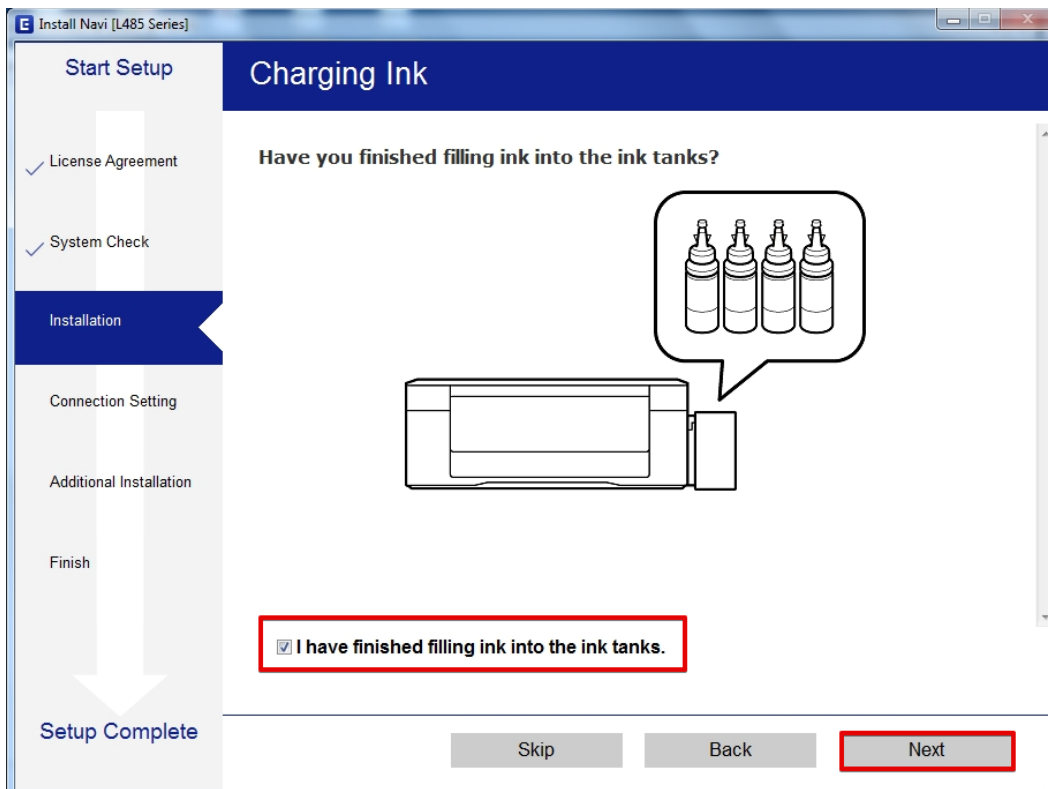 Install Navi [L485 Series]
Start Setup
License Agreement
System Check
Installation
Connection Setting
Additional Installation
Finish
Setup Complete
Charging Ink
Have you finished filling ink into the ink tanks?
I have finished filling ink into the ink tanks.
Skip
Back
Next